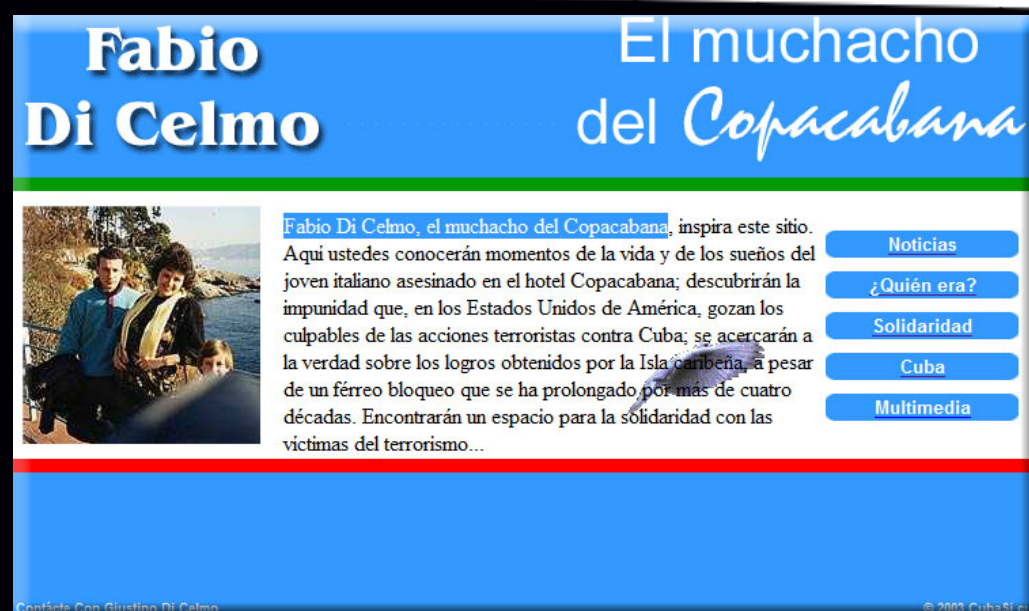 Fabio
Di Celmo
El muchacho
del Copacabana
Fabio Di Celmo, el muchacho del Copacabana, inspira este sitio.
Aquí ustedes conocerán momentos de la vida y de los sueños del
joven italiano asesinado en el hotel Copacabana; descubrirán la
impunidad que, en los Estados Unidos de América, gozan los
culpables de las acciones terroristas contra Cuba; se acercarán a
la verdad sobre los logros obtenidos por la Isla caribeña, a pesar
de un férreo bloqueo que se ha prolongado por más de cuatro
décadas. Encontrarán un espacio para la solidaridad con las
víctimas del terrorismo...
Noticias
¿Quién era?
Solidaridad
Cuba
Multimedia
Contácte Con Giustino Di Celmo
© 2003 CubaSi.c